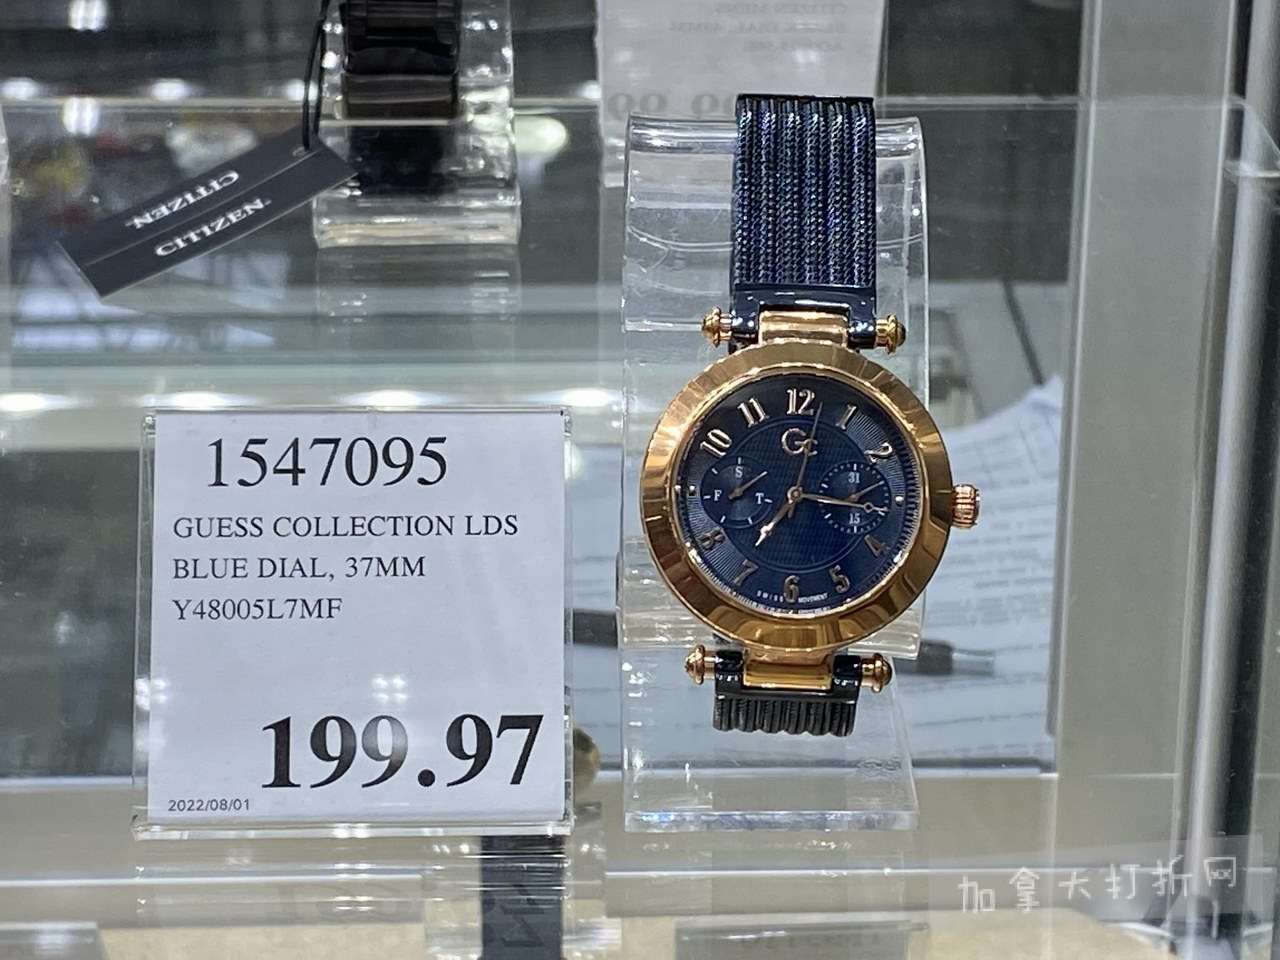 CITIZEN
CITIZEN
1547095
GUESS COLLECTION LDS
BLUE DIAL, 37MM
Y48005L7MF
199.97
2022/08/01
12
1
2
4
5
6
7
8
10
11
Gc
S
F T
31
15
SWISS MOVEMENT
加拿大打折网